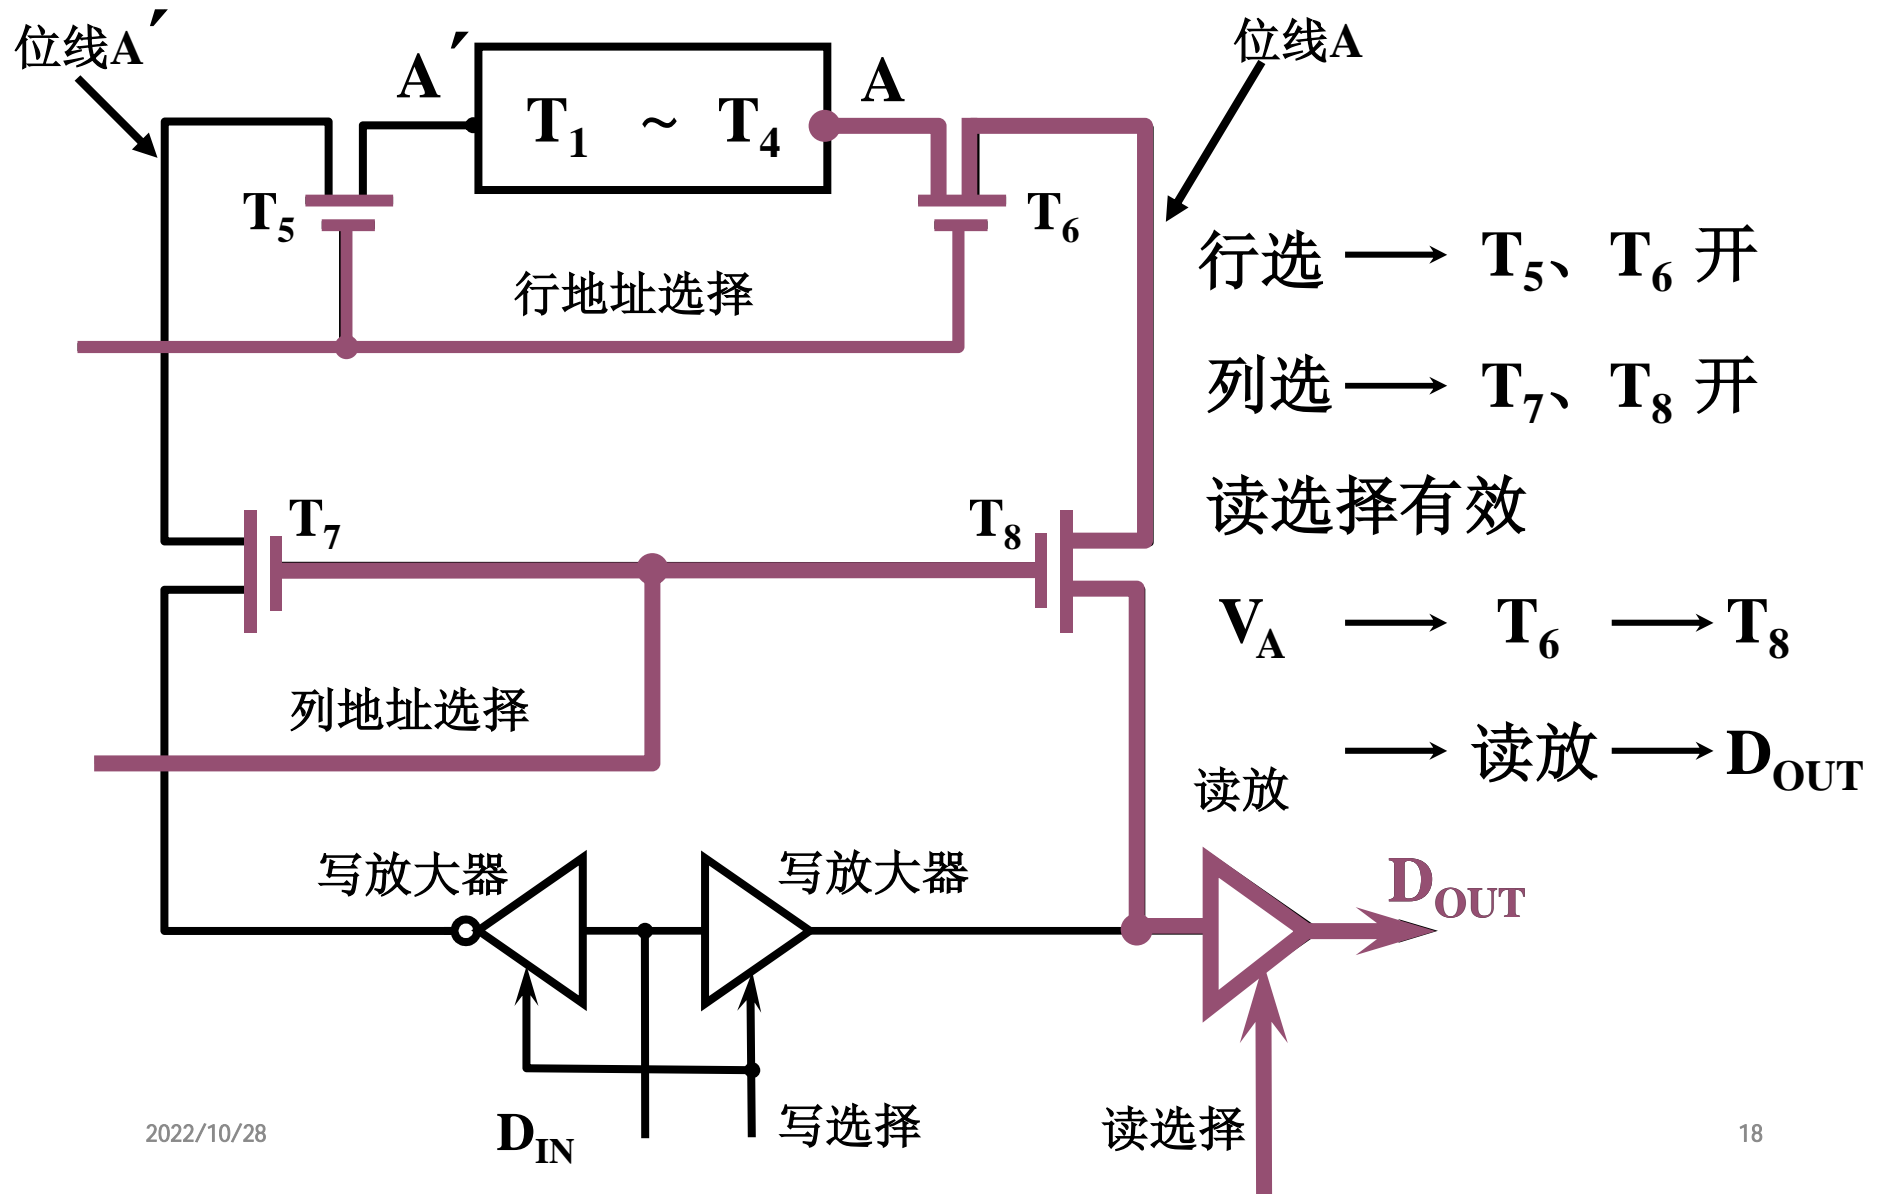 位线A′
A′
T1 ~ T4
A
位线A
T5
T6
行地址选择
行选 → T5、 T6 开
列选 → T7、 T8 开
T7
T8
读选择有效
VA → T6 → T8
列地址选择
→ 读放 → DOUT
读放
写放大器
写放大器
DOUT
DIN
写选择
读选择
2022/10/28
18